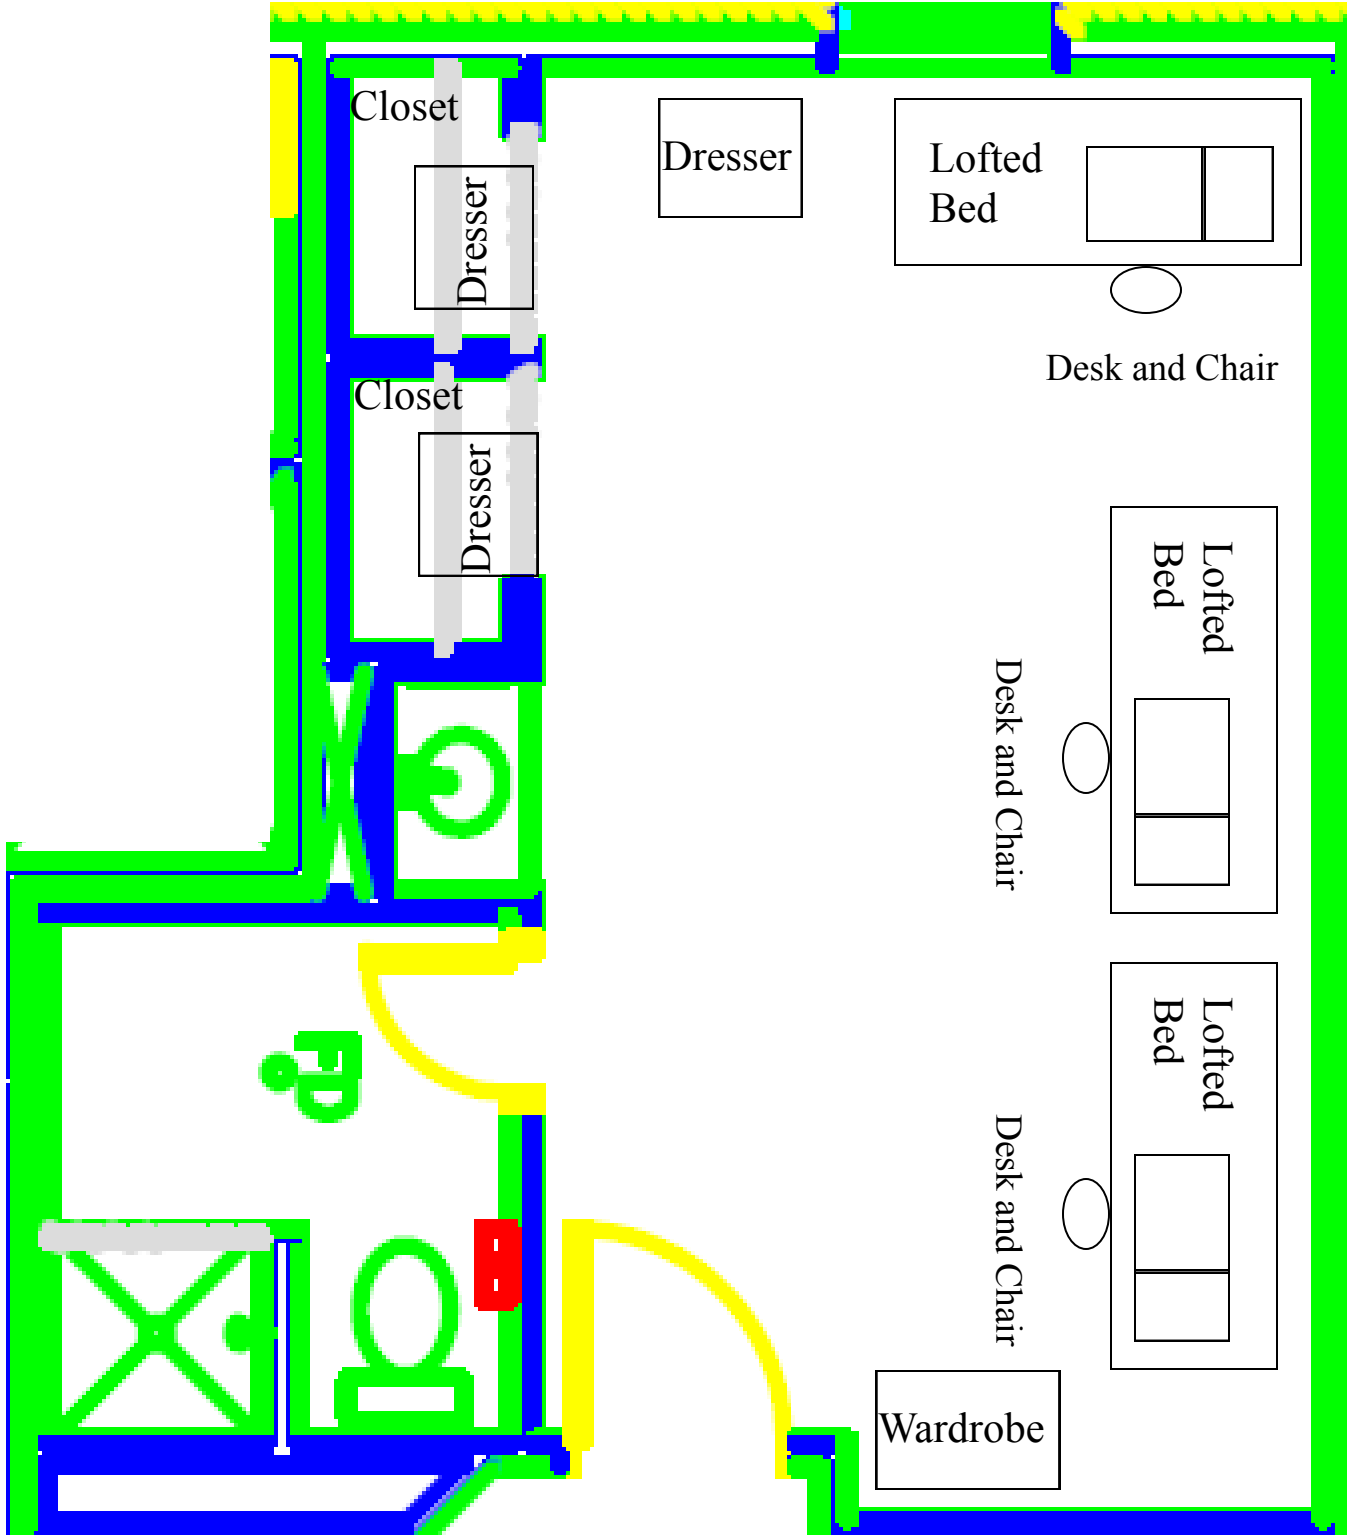 Closet
Dresser
Dresser
Lofted
Bed
Desk and Chair
Closet
Dresser
Lofted
Bed
Desk and Chair
Lofted
Bed
Desk and Chair
Wardrobe